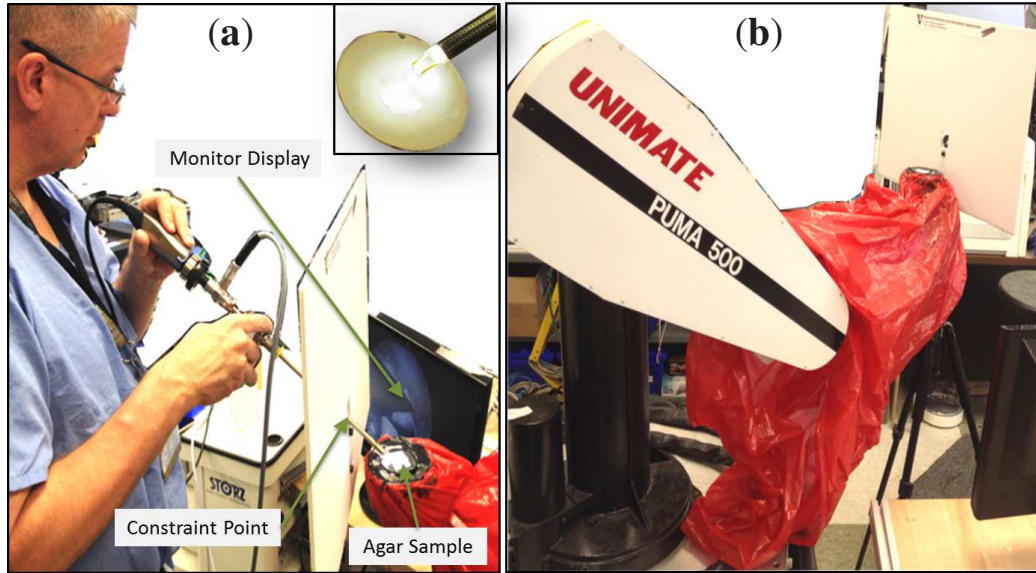 (a)
Monitor Display
STORZ
Constraint Point
Agar Sample
(b)
UNIMATE
PUMA 500